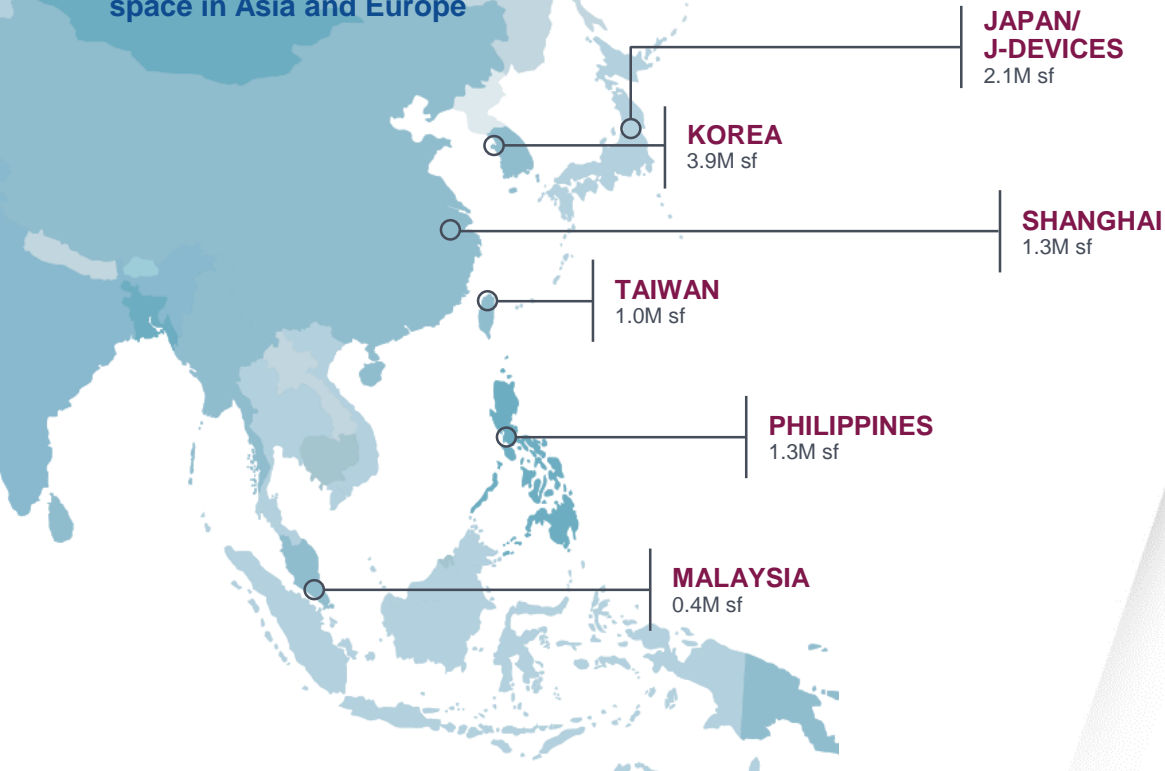 space in Asia and Europe
JAPAN/
J-DEVICES
2.1M sf
KOREA
3.9M sf
SHANGHAI
1.3M sf
TAIWAN
1.0M sf
PHILIPPINES
1.3M sf
MALAYSIA
0.4M sf